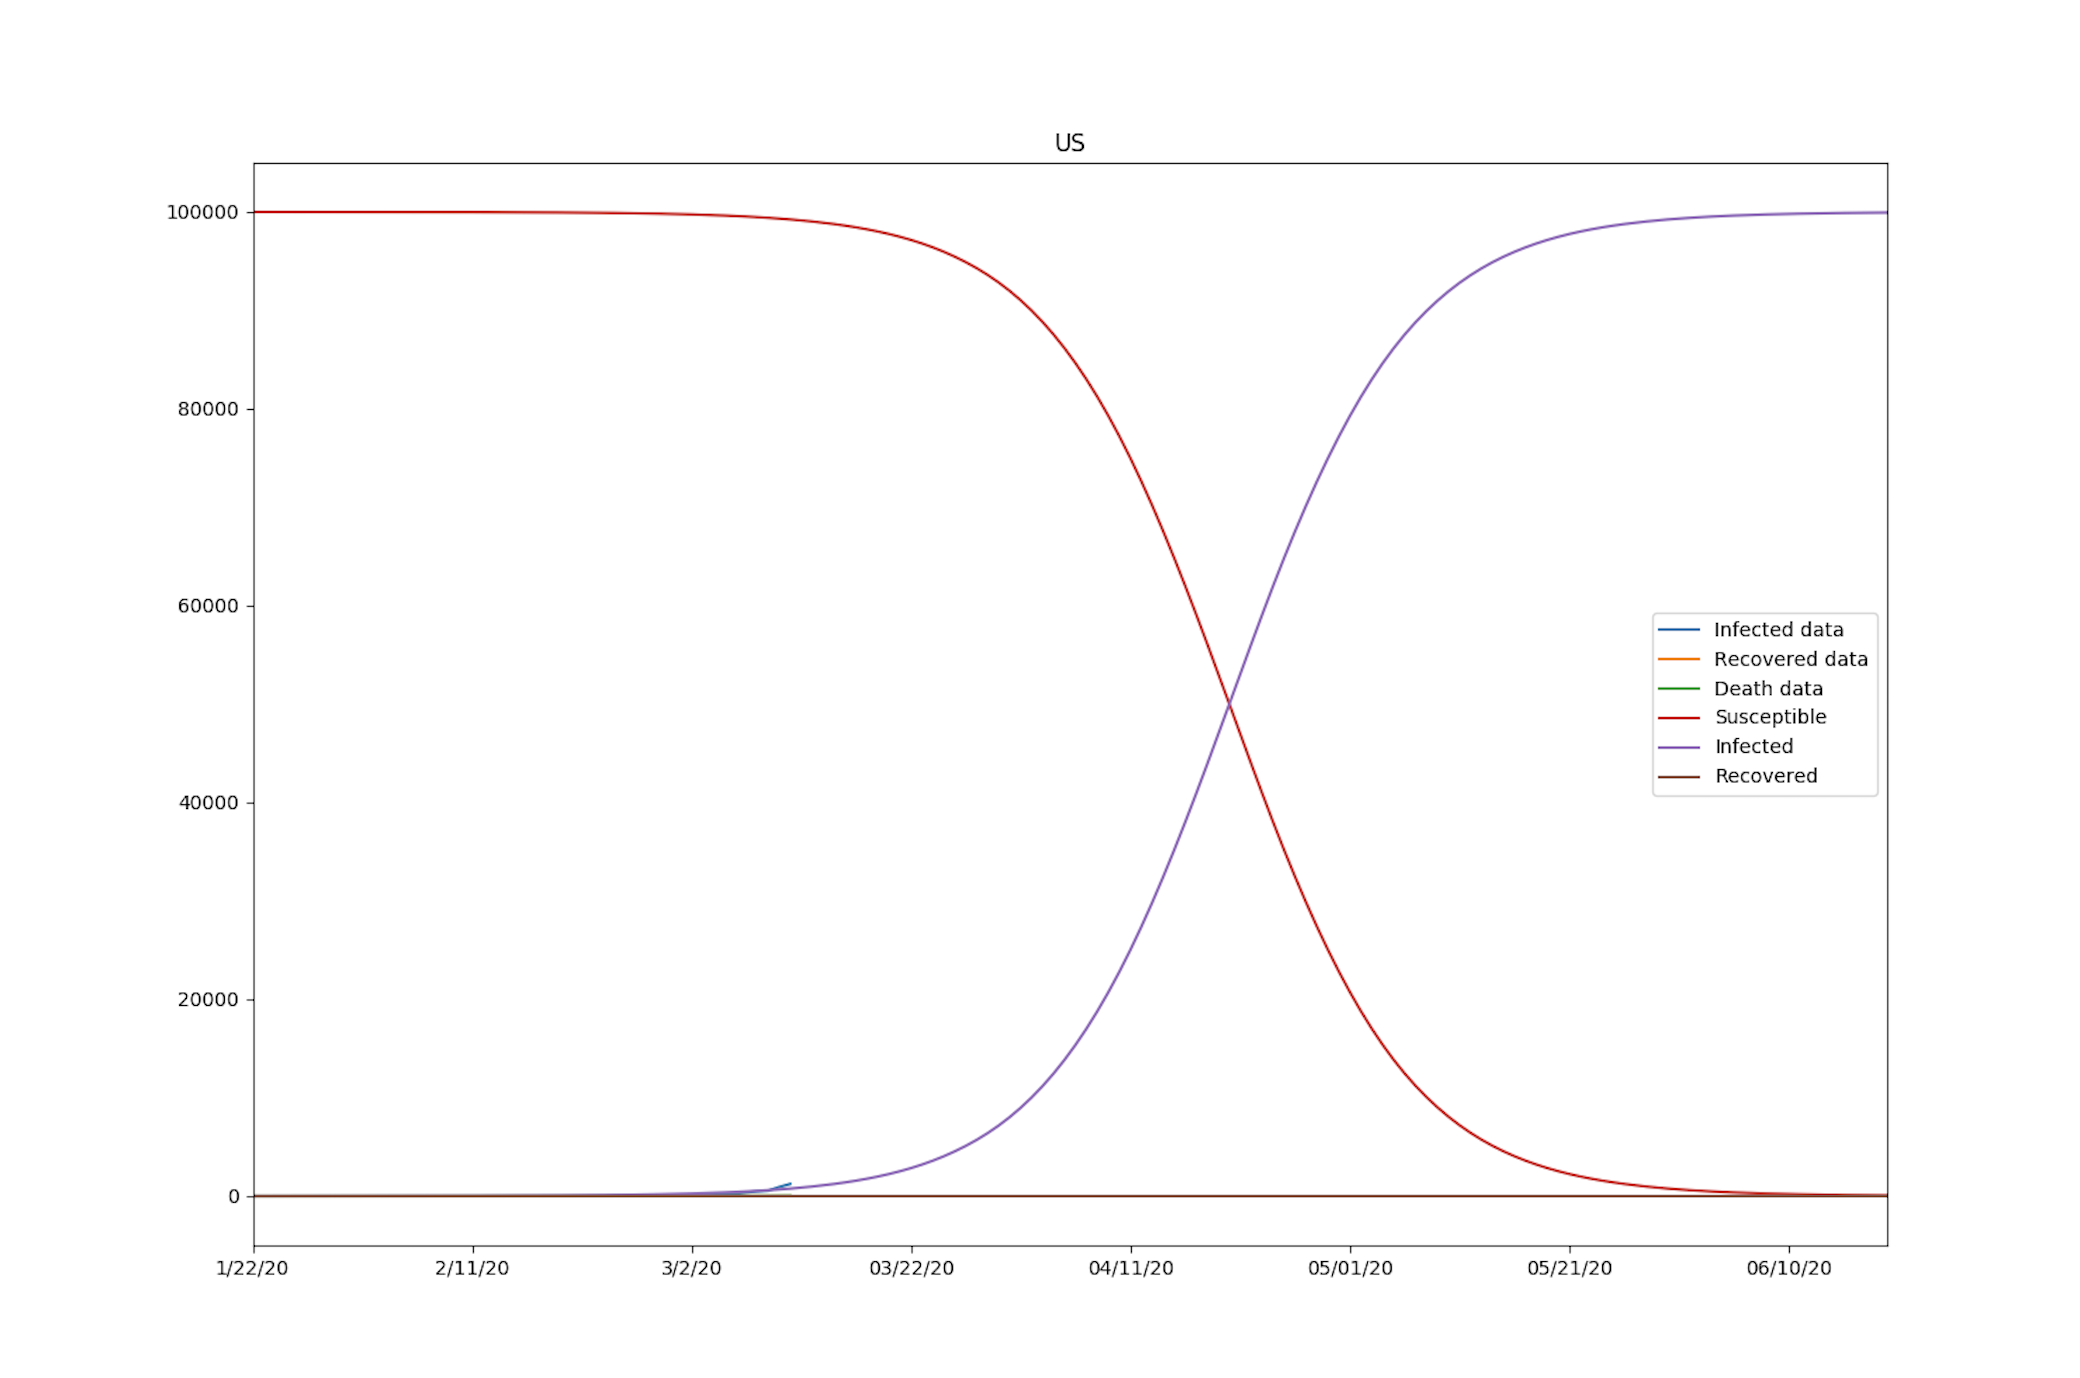 US
100000
80000
60000
40000
20000
0
1/22/20 2/11/20 3/2/20 03/22/20 04/11/20 05/01/20 05/21/20 06/10/20
Infected data
Recovered data
Death data
Susceptible
Infected
Recovered